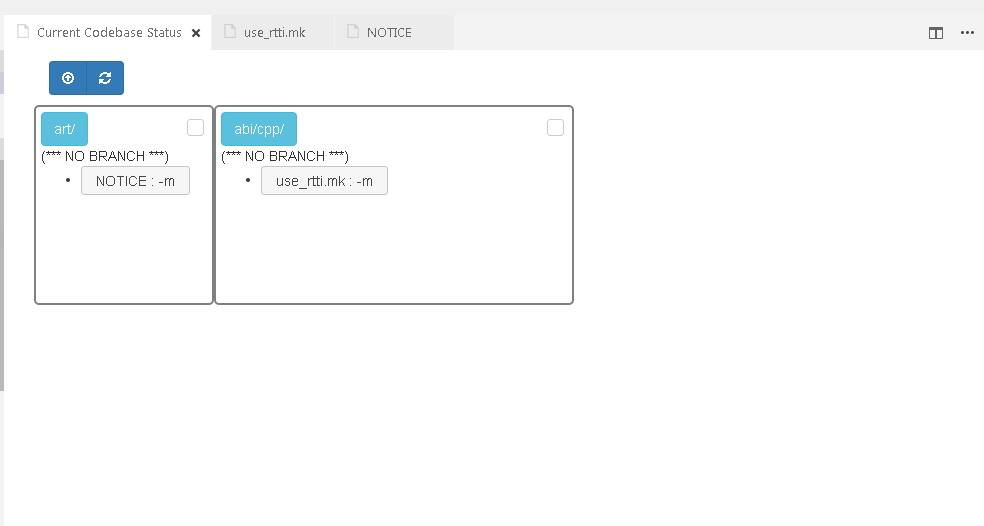 Current Codebase Status
use_rtti.mk
NOTICE
art/
(*** NO BRANCH ***)
NOTICE : -m
abi/cpp/
(*** NO BRANCH ***)
use_rtti.mk : -m